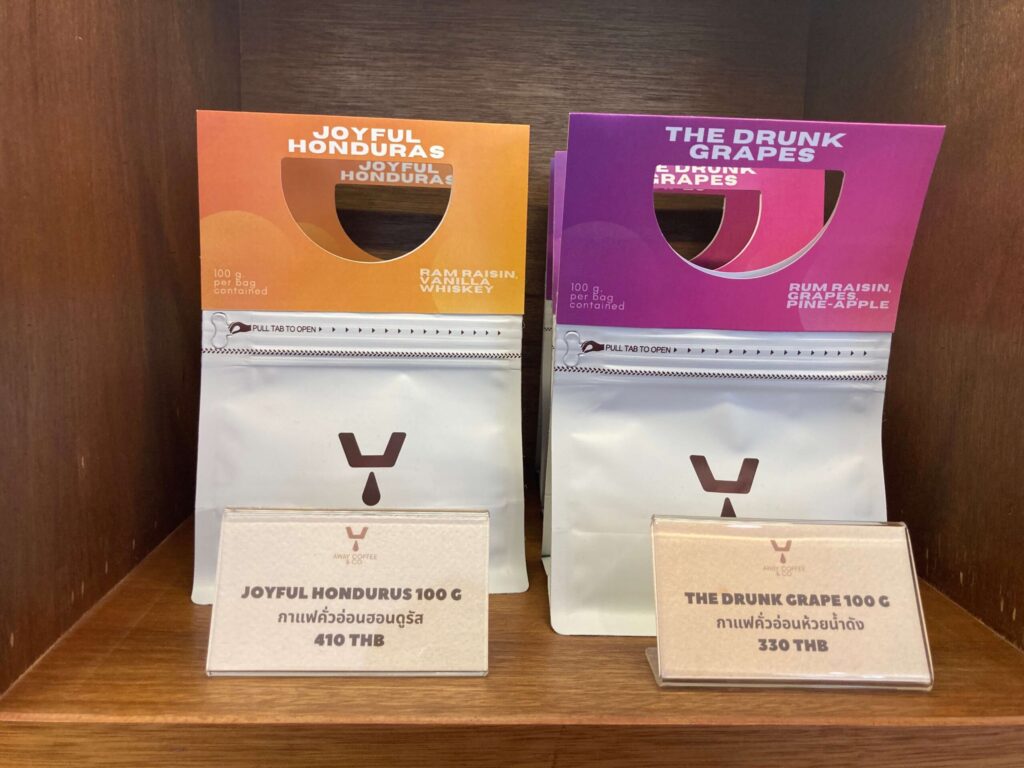 JOYFUL
HONDURAS
JOYFUL
HONDURAS
100 g.
per bag
contained
RAM RAISIN,
VANILLA
WHISKEY
PULL TAB TO OPEN
AWAY COFFEE
& CO
JOYFUL HONDURUS 100 G
กาแฟคั่วอ่อนฮอนดูรัส
410 THB
THE DRUNK
GRAPES
THE DRUNK
GRAPES
100 g.
per bag
contained
RUM RAISIN,
GRAPES,
PINE-APPLE
PULL TAB TO OPEN
AWAY COFFEE
& CO
THE DRUNK GRAPE 100 G
กาแฟคั่วอ่อนห้วยน้ำดัง
330 THB